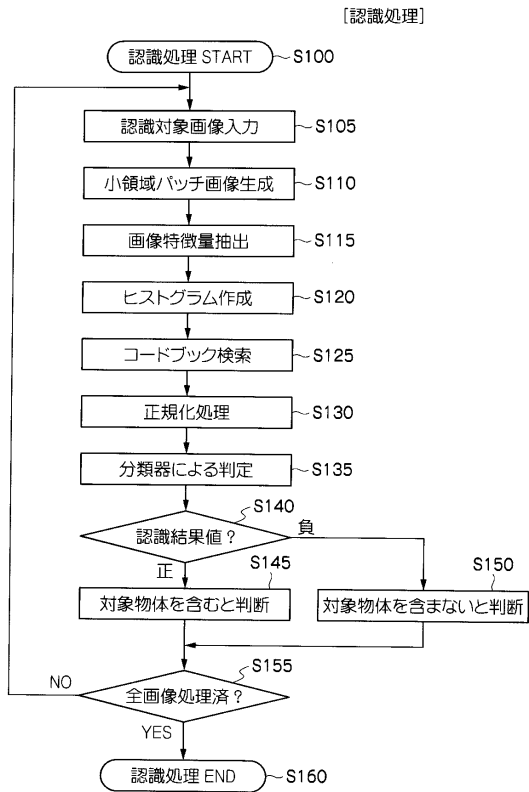 [認識処理]
認識処理 START S100
認識対象画像入力 S105
小領域パッチ画像生成 S110
画像特徴量抽出 S115
ヒストグラム作成 S120
コードブック検索 S125
正規化処理 S130
分類器による判定 S135
S140
認識結果値？ 負
正 S145 S150
対象物体を含むと判断 対象物体を含まないと判断
S155
NO 全画像処理済？
YES
認識処理 END S160